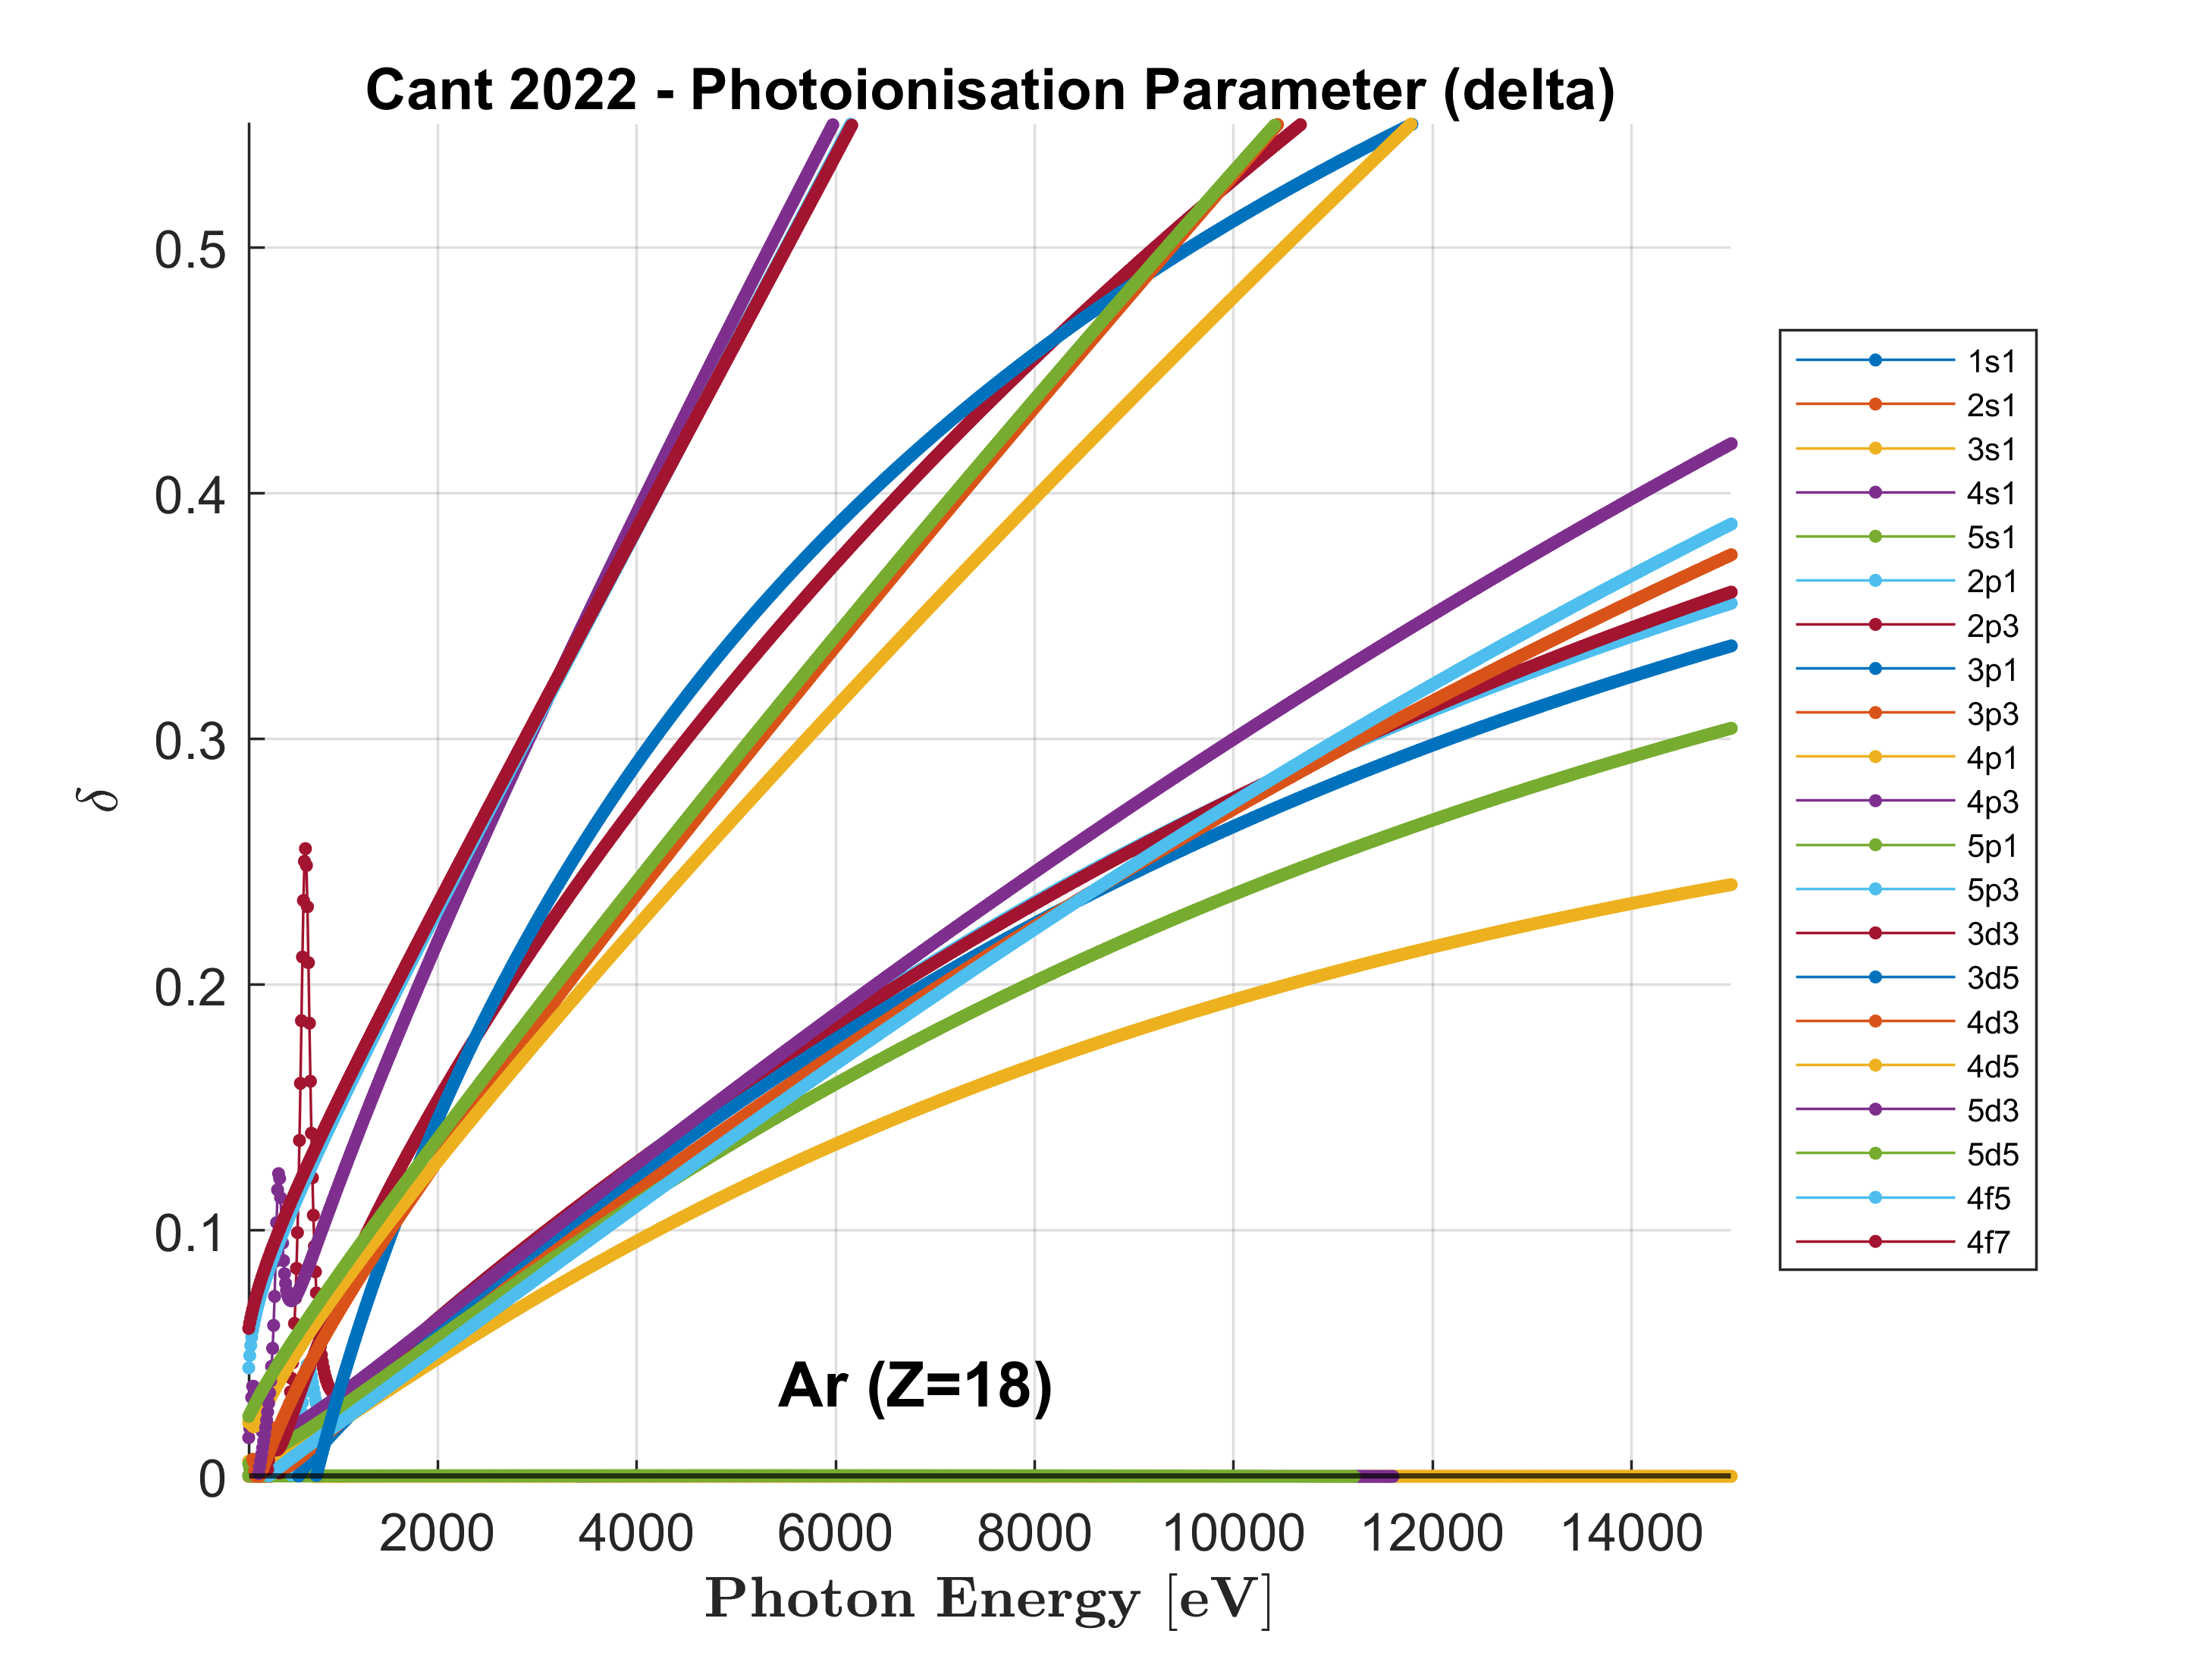 Cant 2022 - Photoionisation Parameter (delta)
0.5
0.4
0.3
0.2
0.1
0
δ
2000 4000 6000 8000 10000 12000 14000
Photon Energy [eV]
Ar (Z=18)
1s1
2s1
3s1
4s1
5s1
2p1
2p3
3p1
3p3
4p1
4p3
5p1
5p3
3d3
3d5
4d3
4d5
5d3
5d5
4f5
4f7